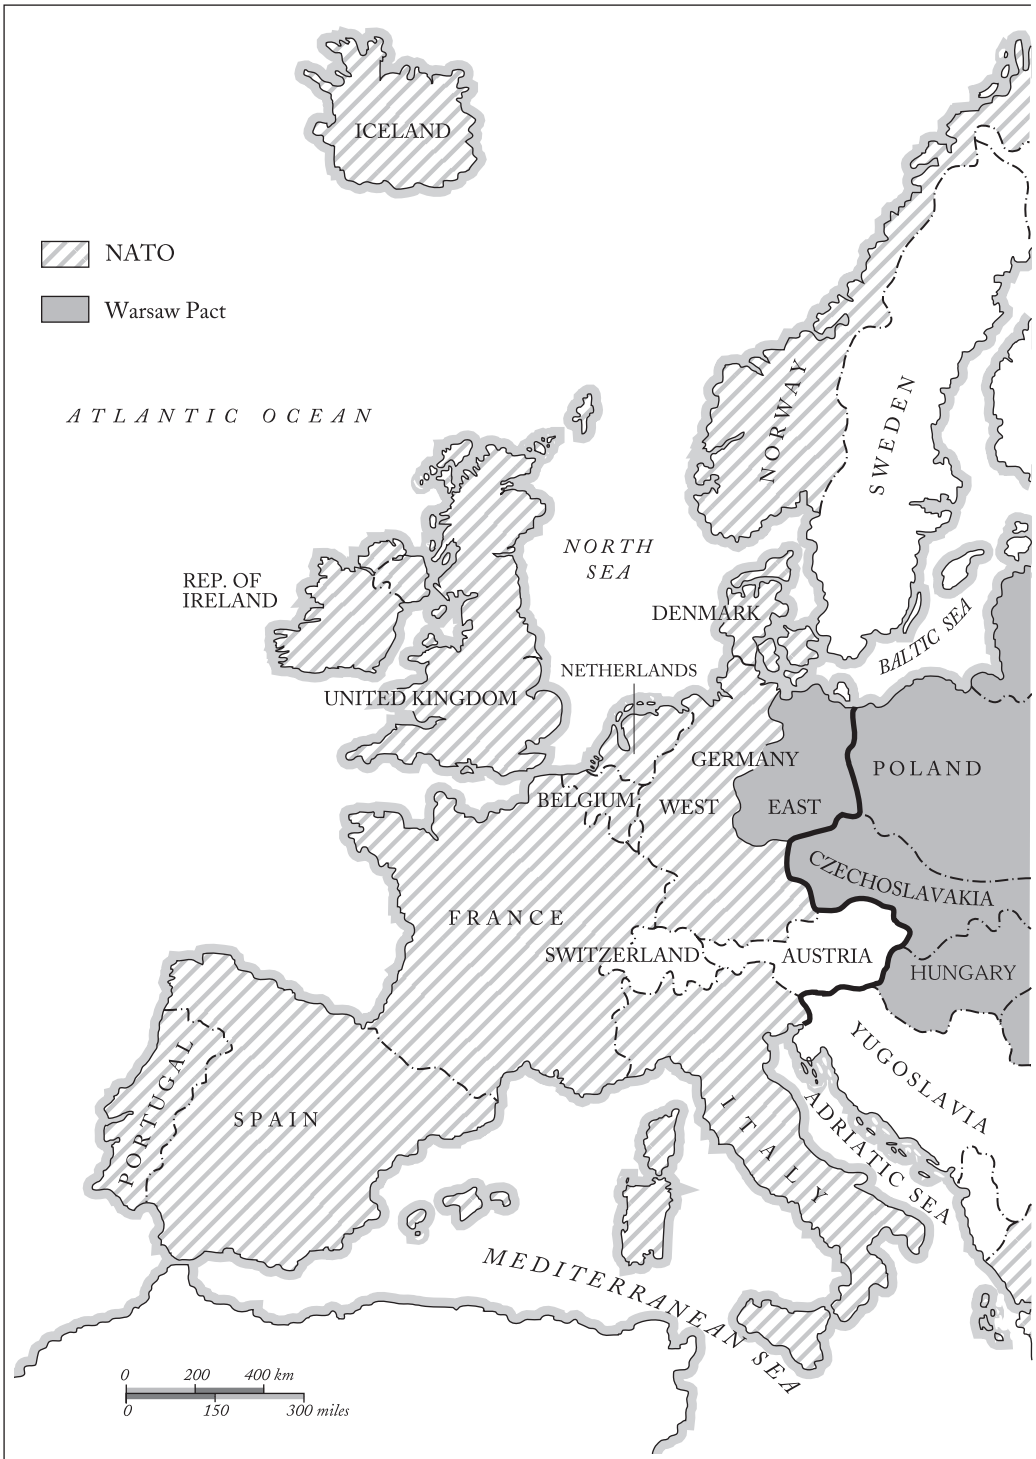 ICELAND
NATO
Warsaw Pact
ATLANTIC OCEAN
NORWAY
SWEDEN
NORTH
SEA
REP. OF
IRELAND
DENMARK
BALTIC SEA
NETHERLANDS
UNITED KINGDOM
GERMANY
POLAND
BELGIUM
WEST
EAST
CZECHOSLAVAKIA
FRANCE
SWITZERLAND
AUSTRIA
HUNGARY
YUGOSLAVIA
PORTUGAL
SPAIN
ITALY
ADRIATIC SEA
MEDITERRANEAN SEA
0 200 400 km
0 150 300 miles